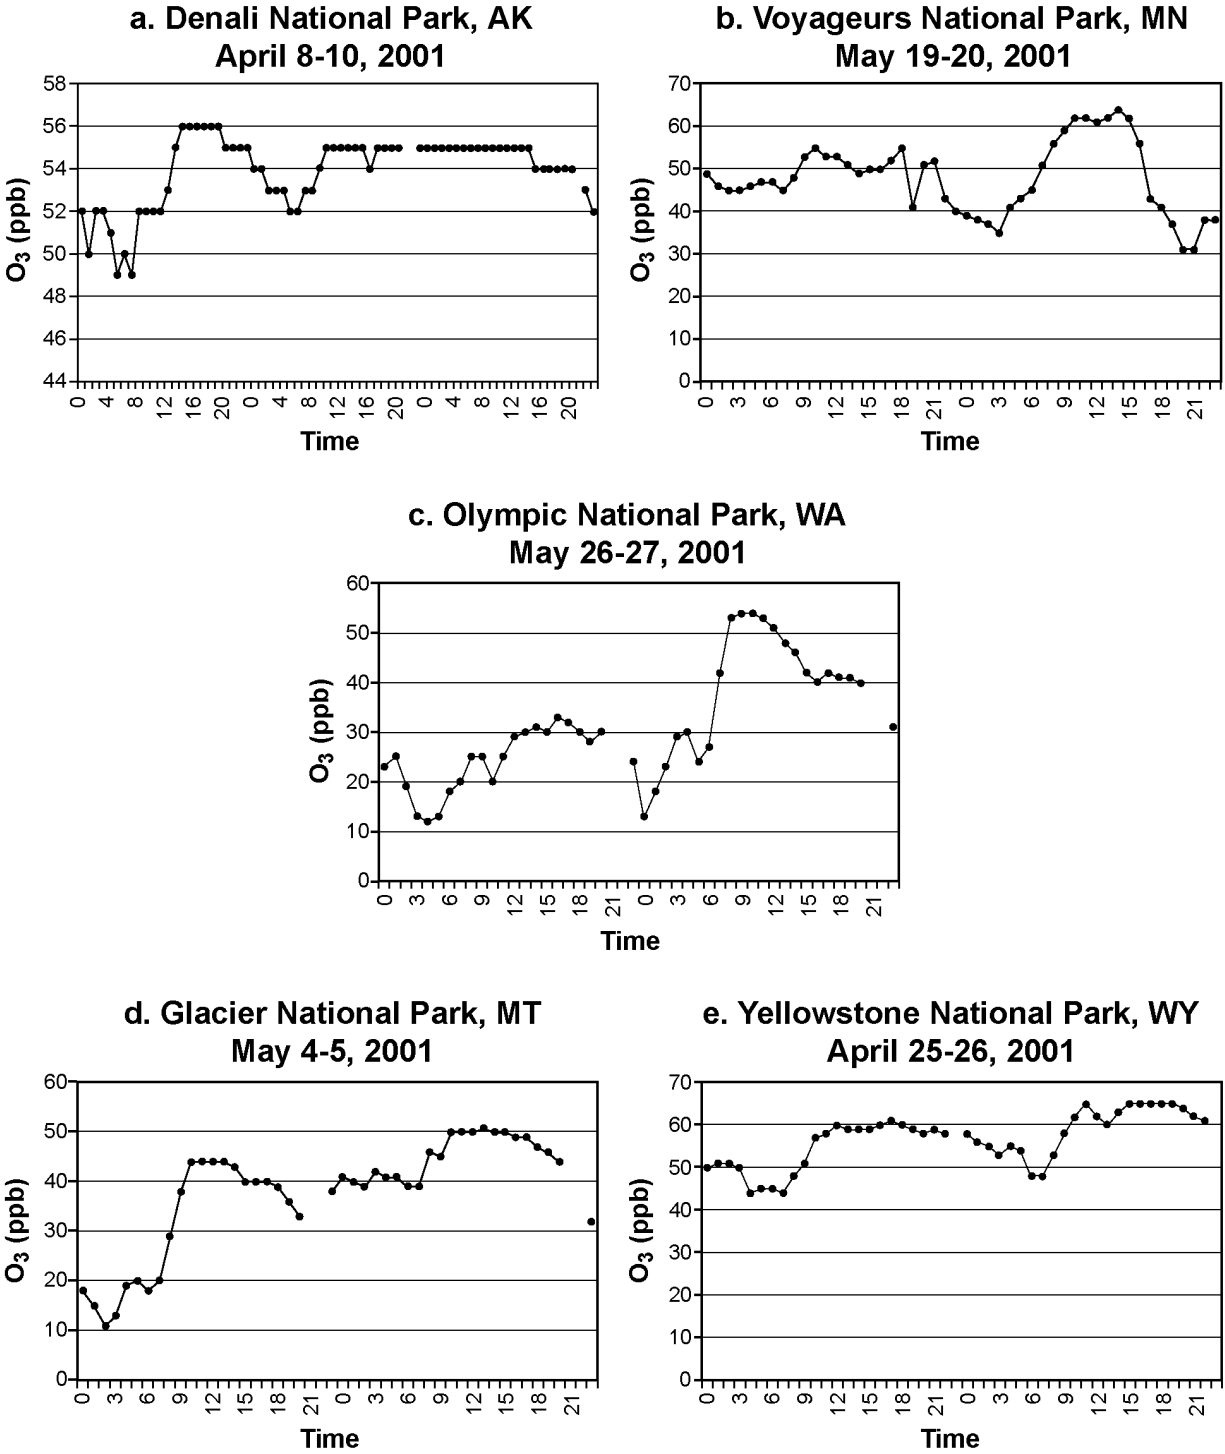 a. Denali National Park, AK
April 8-10, 2001
58
56
54
52
50
48
46
44
O3 (ppb)
0 4 8 12 16 20 0 4 8 12 16 20 0 4 8 12 16 20
Time
b. Voyageurs National Park, MN
May 19-20, 2001
70
60
50
40
30
20
10
0
O3 (ppb)
0 3 6 9 12 15 18 21 0 3 6 9 12 15 18 21
Time
c. Olympic National Park, WA
May 26-27, 2001
60
50
40
30
20
10
0
O3 (ppb)
0 3 6 9 12 15 18 21 0 3 6 9 12 15 18 21
Time
d. Glacier National Park, MT
May 4-5, 2001
60
50
40
30
20
10
0
O3 (ppb)
0 3 6 9 12 15 18 21 0 3 6 9 12 15 18 21
Time
e. Yellowstone National Park, WY
April 25-26, 2001
70
60
50
40
30
20
10
0
O3 (ppb)
0 3 6 9 12 15 18 21 0 3 6 9 12 15 18 21
Time